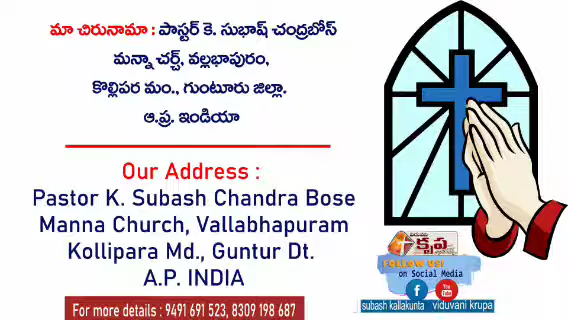 మా చిరునామా : పాస్టర్ కె. సుభాష్ చంద్రబోస్
మన్నా చర్చ్, వల్లభాపురం,
కొల్లిపర మం., గుంటూరు జిల్లా.
ఆ.ప్ర. ఇండియా
Our Address :
Pastor K. Subash Chandra Bose
Manna Church, Vallabhapuram
Kollipara Md., Guntur Dt.
A.P. INDIA
For more details : 9491 691 523, 8309 198 687
కృప
FOLLOW US!
on Social Media
subash kallakunta viduvani krupa